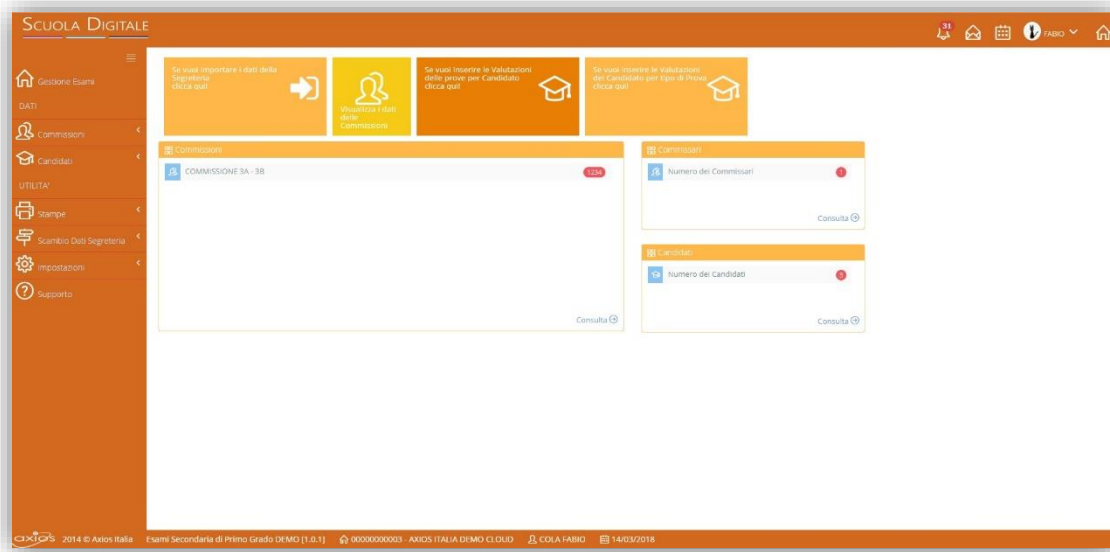 SCUOLA DIGITALE
31
FABIO
Gestione Esami
DATI
Commissioni
Candidati
UTILITA'
Stampe
Scambio Dati Segreteria
Impostazioni
Supporto
Se vuoi importare i dati della
Segreteria
clicca qui!
Visualizza i dati
delle
Commissioni
Se vuoi inserire le Valutazioni
delle prove per Candidato
clicca qui!
Se vuoi inserire le Valutazioni
del Candidato per tipo di Prova
clicca qui!
Commissioni
COMMISSIONE 3A - 3B
1234
Consulta
Commissari
Numero dei Commissari
1
Consulta
Candidati
Numero dei Candidati
3
Consulta
axios 2014 © Axios Italia Esami Secondaria di Primo Grado DEMO [1.0.1] 00000000003 - AXIOS ITALIA DEMO CLOUD COLA FABIO 14/03/2018